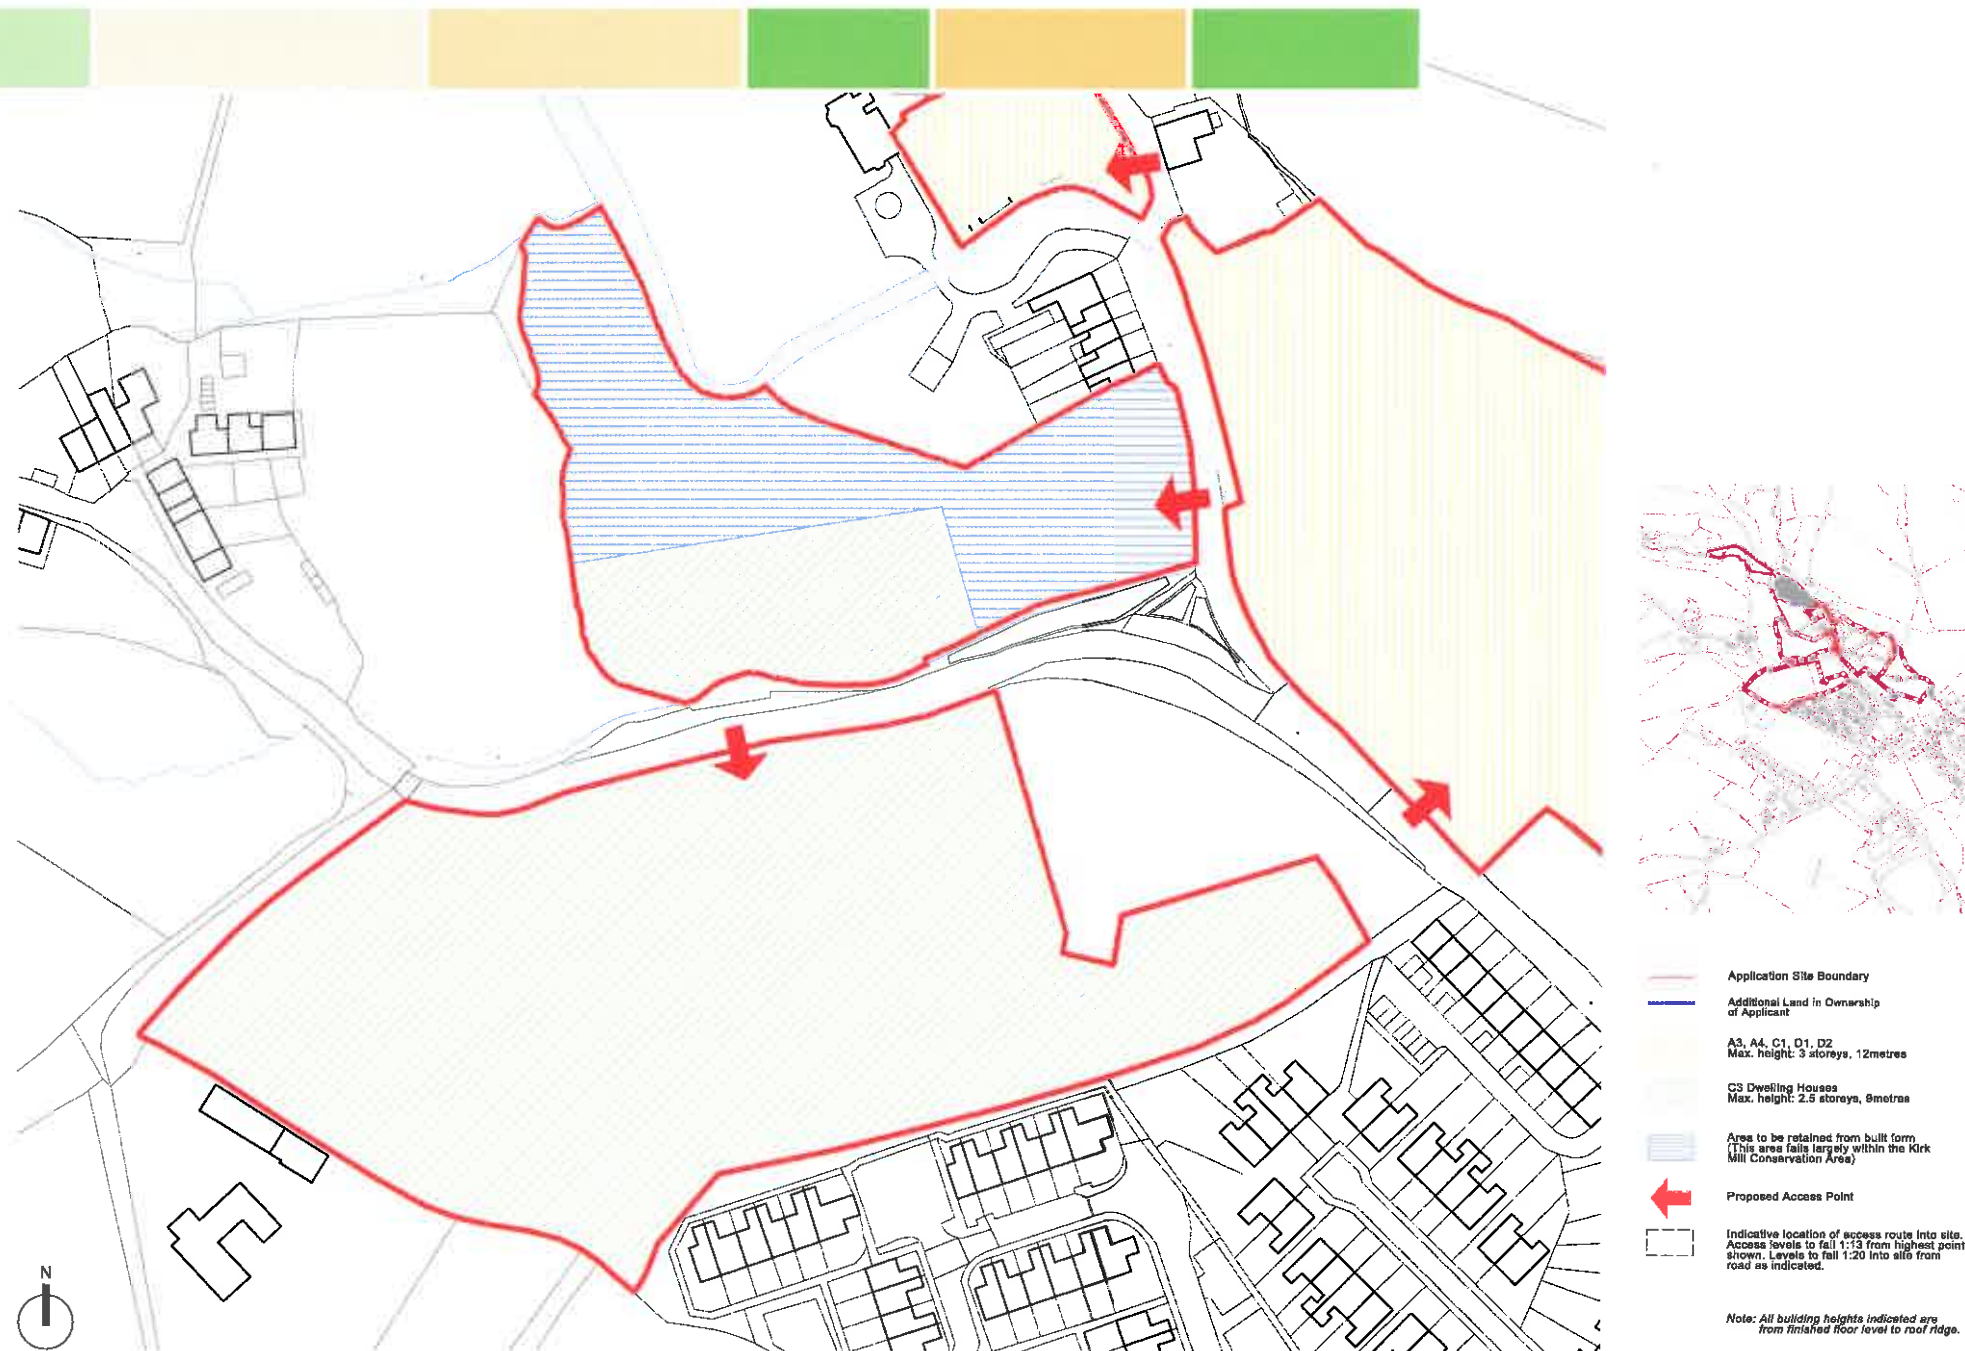 Application Site Boundary
Additional Land in Ownership
of Applicant
A3, A4, C1, D1, D2
Max. height: 3 storeys, 12metres
C3 Dwelling Houses
Max. height: 2.5 storeys, 9metres
Area to be retained from built form
(This area falls largely within the Kirk
Mill Conservation Area)
Proposed Access Point
Indicative location of access route into site.
Access levels to fall 1:13 from highest point
shown. Levels to fall 1:20 into site from
road as indicated.
Note: All building heights indicated are
from finished floor level to roof ridge.
N